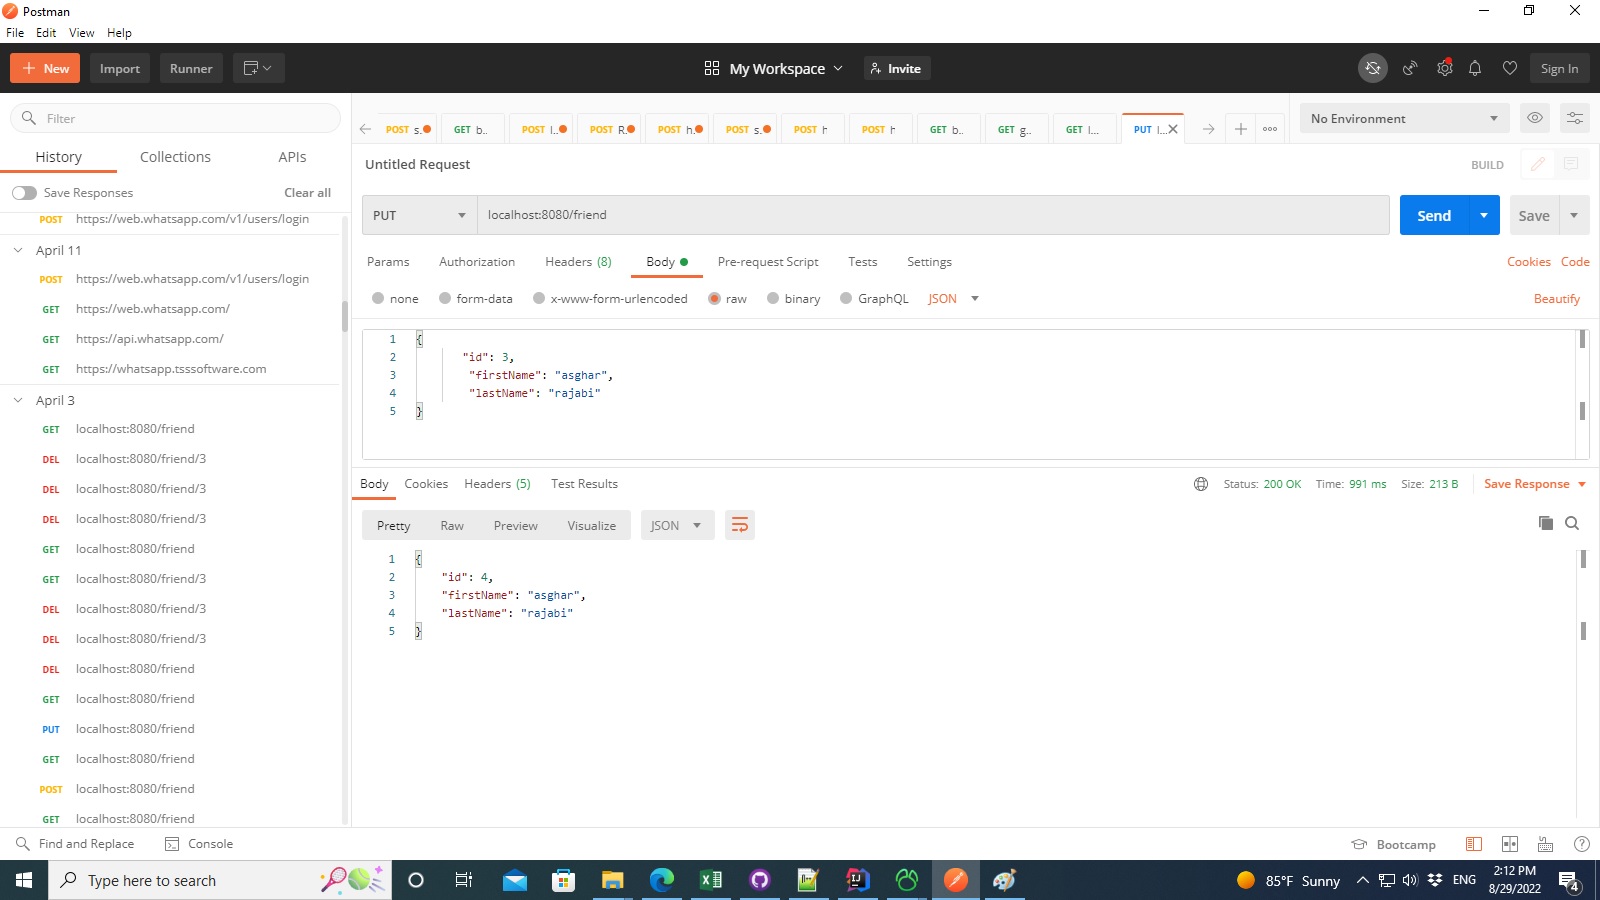 Postman
File Edit View Help
New Import Runner My Workspace Invite Sign In
Filter
History Collections APIs
Save Responses Clear all
POST https://web.whatsapp.com/v1/users/login
April 11
POST https://web.whatsapp.com/v1/users/login
GET https://web.whatsapp.com/
GET https://api.whatsapp.com/
GET https://whatsapp.tsssoftware.com
April 3
GET localhost:8080/friend
DEL localhost:8080/friend/3
DEL localhost:8080/friend/3
DEL localhost:8080/friend/3
GET localhost:8080/friend
GET localhost:8080/friend/3
DEL localhost:8080/friend/3
DEL localhost:8080/friend/3
DEL localhost:8080/friend
GET localhost:8080/friend
PUT localhost:8080/friend
GET localhost:8080/friend
POST localhost:8080/friend
GET localhost:8080/friend
POST s. GET b.. POST l.. POST R. POST h. POST s. POST h POST h GET b.. GET g.. GET l... PUT l... No Environment
Untitled Request BUILD
PUT localhost:8080/friend Send Save
Params Authorization Headers (8) Body Pre-request Script Tests Settings Cookies Code
none form-data x-www-form-urlencoded raw binary GraphQL JSON Beautify
1 {
2 "id": 3,
3 "firstName": "asghar",
4 "lastName": "rajabi"
5 }
Body Cookies Headers (5) Test Results Status: 200 OK Time: 991 ms Size: 213 B Save Response
Pretty Raw Preview Visualize JSON
1 {
2 "id": 4,
3 "firstName": "asghar",
4 "lastName": "rajabi"
5 }
Find and Replace Console Bootcamp
Type here to search 85°F Sunny ENG 2:12 PM
8/29/2022 4